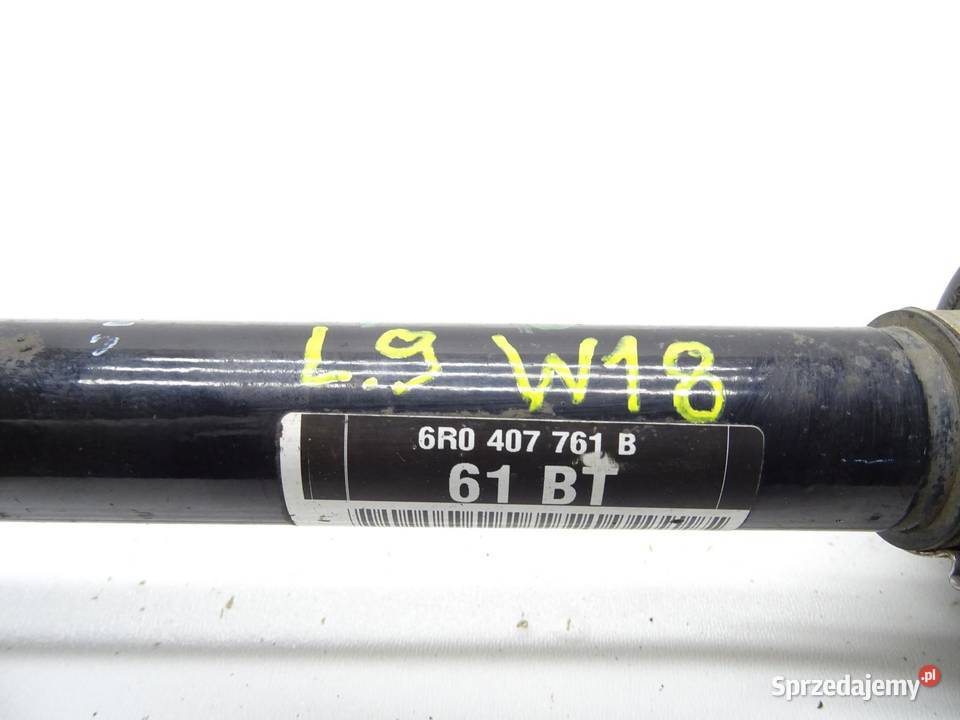 L.9 W18
6R0 407 761 B
61 BT
Sprzedajemy.pl